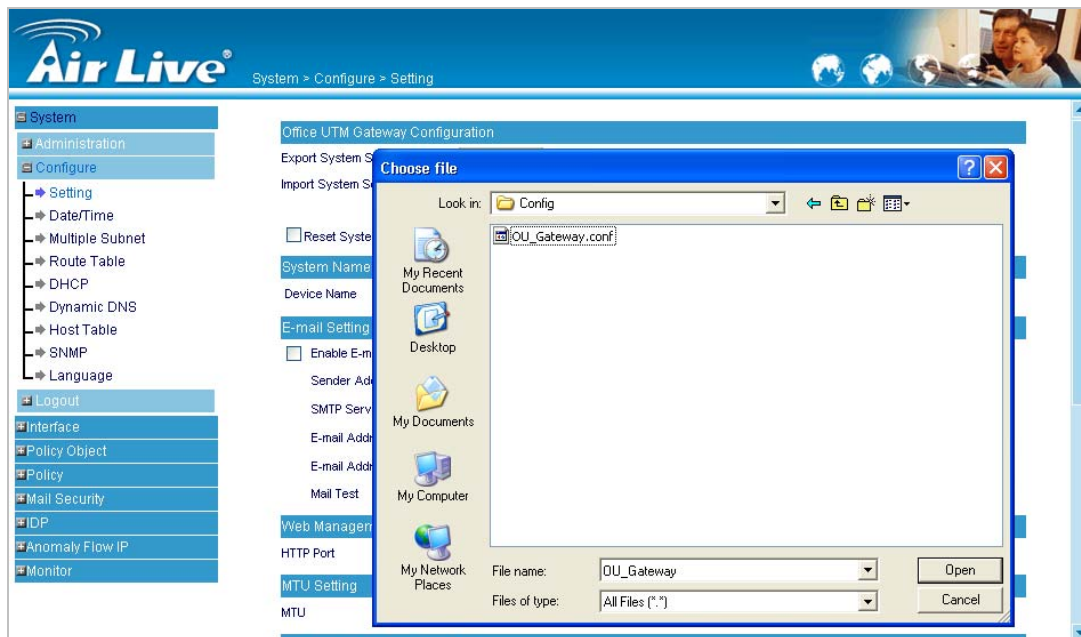 Air Live®
System > Configure > Setting
System
Administration
Configure
Setting
Date/Time
Multiple Subnet
Route Table
DHCP
Dynamic DNS
Host Table
SNMP
Language
Logout
Interface
Policy Object
Policy
Mail Security
IDP
Anomaly Flow IP
Monitor
Office UTM Gateway Configuration
Export System S
Import System Se
Reset Syste
System Name
Device Name
E-mail Setting
Enable E-m
Sender Add
SMTP Serv
E-mail Addr
E-mail Addr
Mail Test
Web Managem
HTTP Port
MTU Setting
MTU
Choose file
Look in:
Config
OU_Gateway.conf
My Recent Documents
Desktop
My Documents
My Computer
My Network Places
File name:
OU_Gateway
Open
Files of type:
All Files (*.*)
Cancel